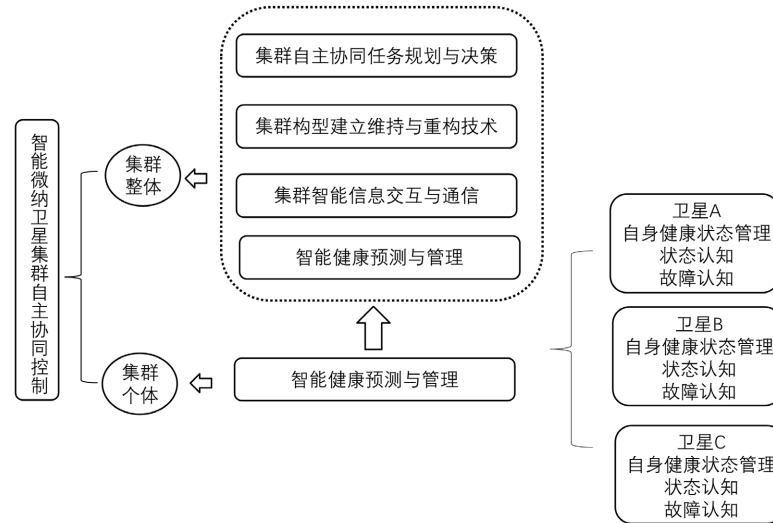 智能微纳卫星集群自主协同控制
集群
整体
集群
个体
集群自主协同任务规划与决策
集群构型建立维持与重构技术
集群智能信息交互与通信
智能健康预测与管理
智能健康预测与管理
卫星A
自身健康状态管理
状态认知
故障认知
卫星B
自身健康状态管理
状态认知
故障认知
卫星C
自身健康状态管理
状态认知
故障认知